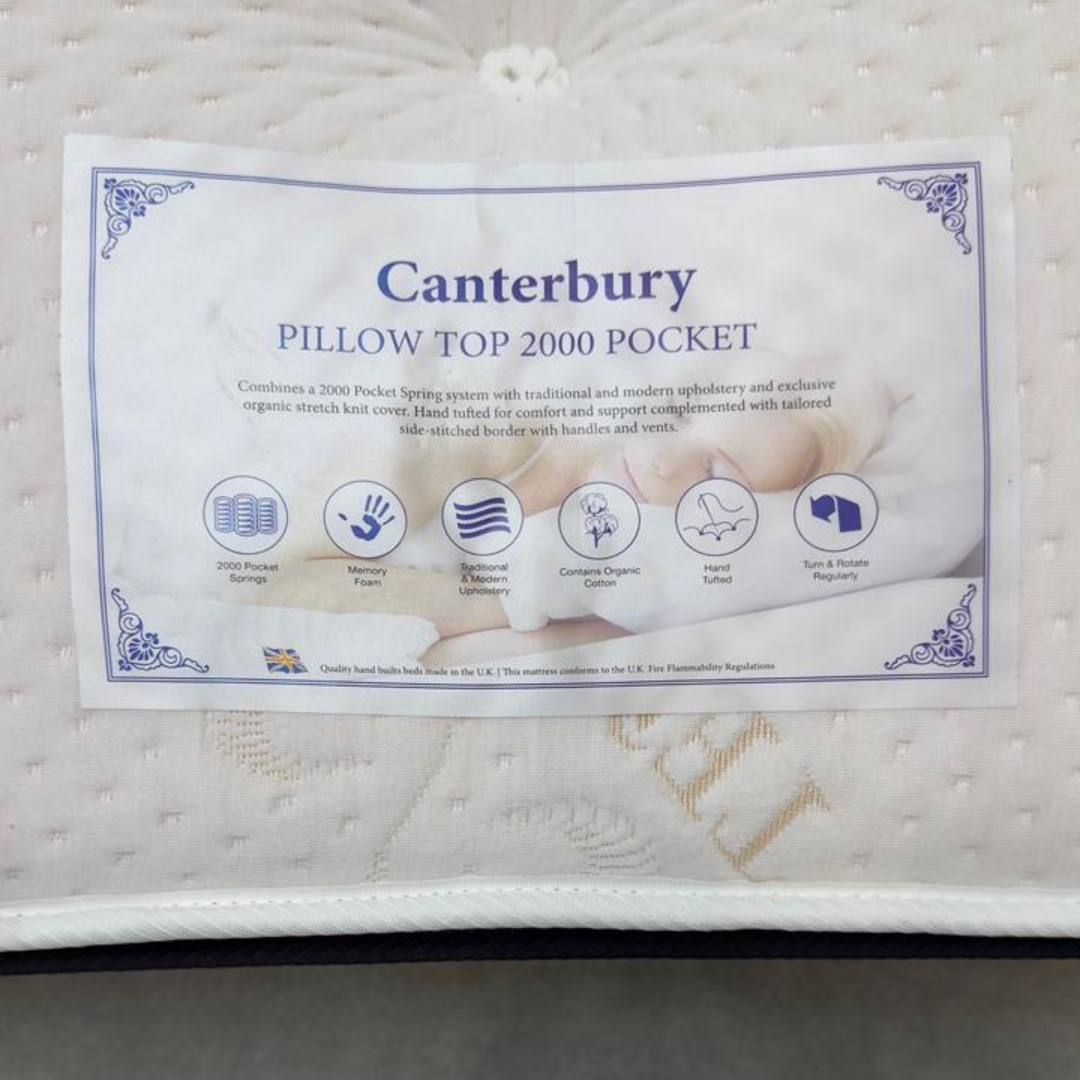 Canterbury
PILLOW TOP 2000 POCKET
Combines a 2000 Pocket Spring system with traditional and modern upholstery and exclusive
organic stretch knit cover. Hand tufted for comfort and support complemented with tailored
side-stitched border with handles and vents.
2000 Pocket
Springs
Memory
Foam
Traditional
& Modern
Upholstery
Contains Organic
Cotton
Hand
Tufted
Turn & Rotate
Regularly
Quality hand builts beds made in the U.K. | This mattress conforms to the U.K. Fire Flammability Regulations